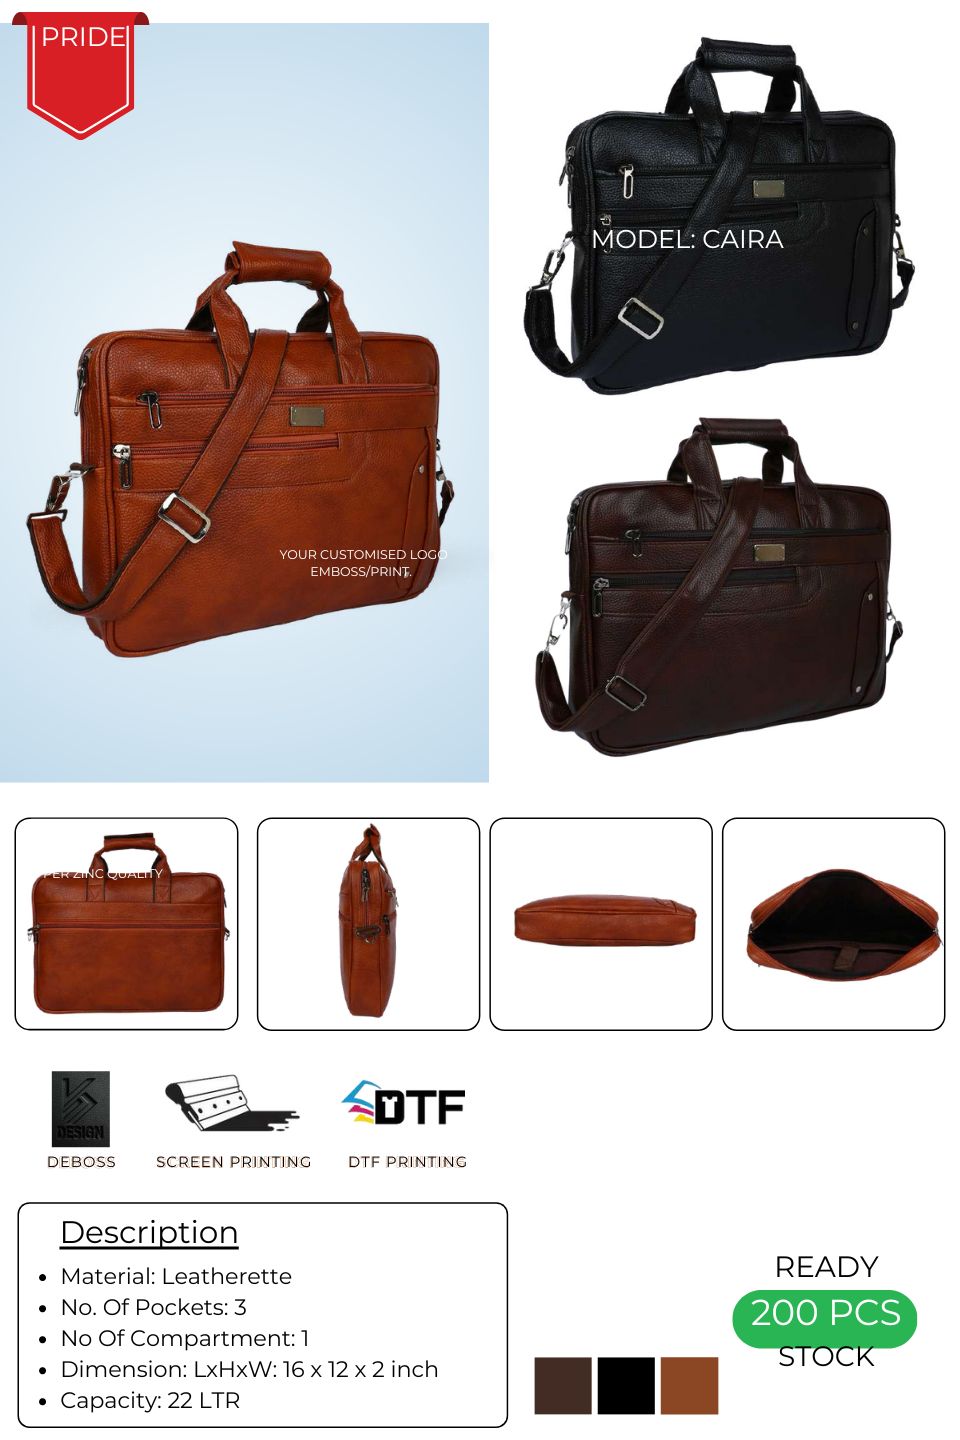 PRIDE
MODEL: CAIRA
YOUR CUSTOMISED LOGO
EMBOSS/PRINT.
PER ZINC QUALITY
DESIGN
DEBOSS
SCREEN PRINTING
DTF
DTF PRINTING
Description
• Material: Leatherette
• No. Of Pockets: 3
• No Of Compartment: 1
• Dimension: LxHxW: 16 x 12 x 2 inch
• Capacity: 22 LTR
READY
200 PCS
STOCK